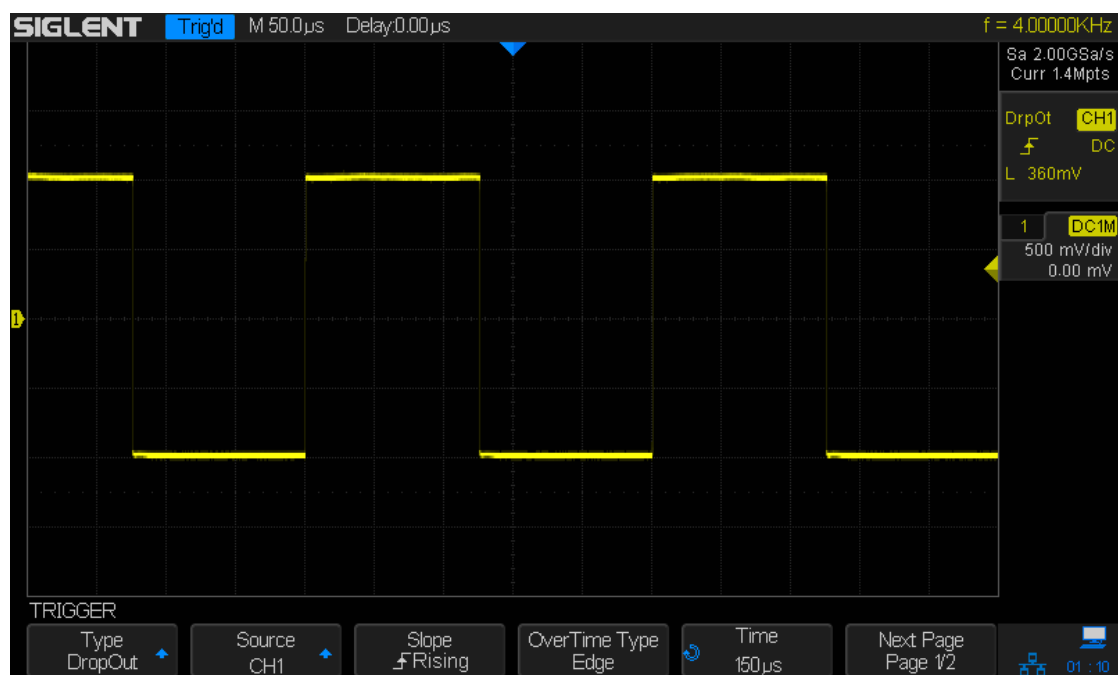 SIGLENT Trig'd M 50.0µs Delay:0.00µs f = 4.00000KHz
Sa 2.00GSa/s
Curr 1.4Mpts
DrpOt CH1
DC
L 360mV
1 DC1M
500 mV/div
0.00 mV
1
TRIGGER
Type Source Slope OverTime Type Time Next Page
DropOut CH1 Rising Edge 150µs Page 1/2
01 : 10